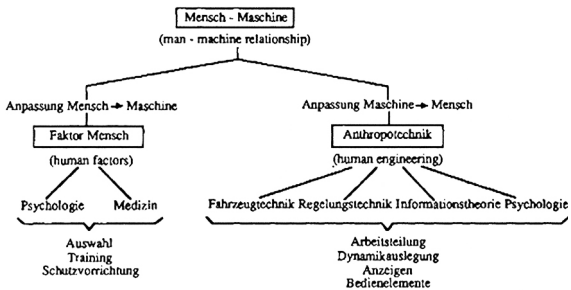 Mensch - Maschine
(man - machine relationship)
Anpassung Mensch → Maschine
Anpassung Maschine → Mensch
Faktor Mensch
Anthropotechnik
(human factors)
(human engineering)
Psychologie
Medizin
Fahrzeugtechnik Regelungstechnik Informationstheorie Psychologie
Auswahl
Training
Schutzvorrichtung
Arbeitsteilung
Dynamikauslegung
Anzeigen
Bedienelemente